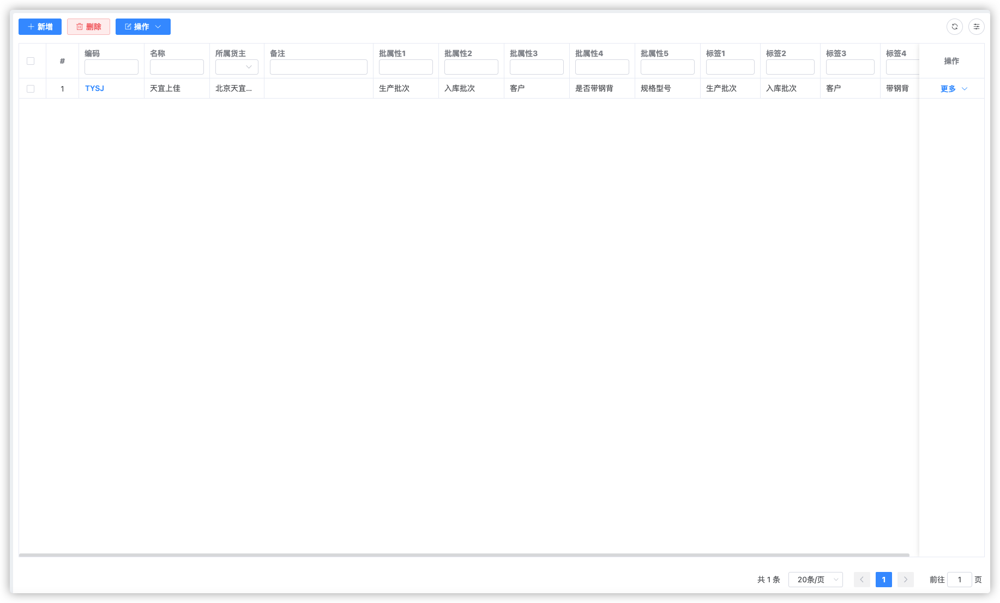 新增 删除 操作
# 编码 名称 所属货主 备注 批属性1 批属性2 批属性3 批属性4 批属性5 标签1 标签2 标签3 标签4 操作
1 TYSJ 天宜上佳 北京天宜... 生产批次 入库批次 客户 是否带钢背 规格型号 生产批次 入库批次 客户 带钢背 更多
共 1 条 20条/页 1 前往 1 页